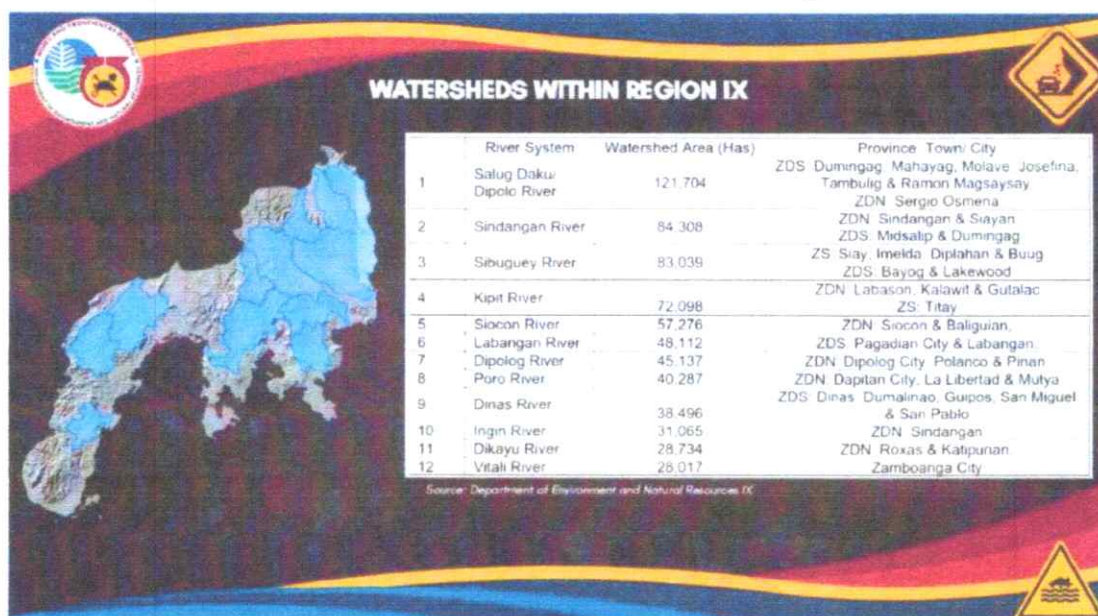 WATERSHEDS WITHIN REGION IX
River System Watershed Area (Has) Province Town/ City
1 Salug Daku/ Dipolo River 121,704 ZDS: Dumingag, Mahayag, Molave, Josefina,
Tambulig & Ramon Magsaysay
ZDN: Sergio Osmena
2 Sindangan River 84,308 ZDN: Sindangan & Siayan
ZDS: Midsalip & Dumingag
3 Sibuguey River 83,039 ZS: Siay, Imelda, Diplahan & Buug
ZDS: Bayog & Lakewood
4 Kipit River 72,098 ZDN: Labason, Kalawit & Gutalac
ZS: Titay
5 Siocon River 57,276 ZDN: Siocon & Baliguian,
6 Labangan River 48,112 ZDS: Pagadian City & Labangan
7 Dipolog River 45,137 ZDN: Dipolog City, Polanco & Pinan
8 Poro River 40,287 ZDN: Dapitan City, La Libertad & Mutya
9 Dinas River 38,496 ZDS: Dinas, Dumalinao, Guipos, San Miguel
& San Pablo
10 Ingin River 31,065 ZDN: Sindangan
11 Dikayu River 28,734 ZDN: Roxas & Katipunan
12 Vitali River 28,017 Zamboanga City
Source: Department of Environment and Natural Resources IX